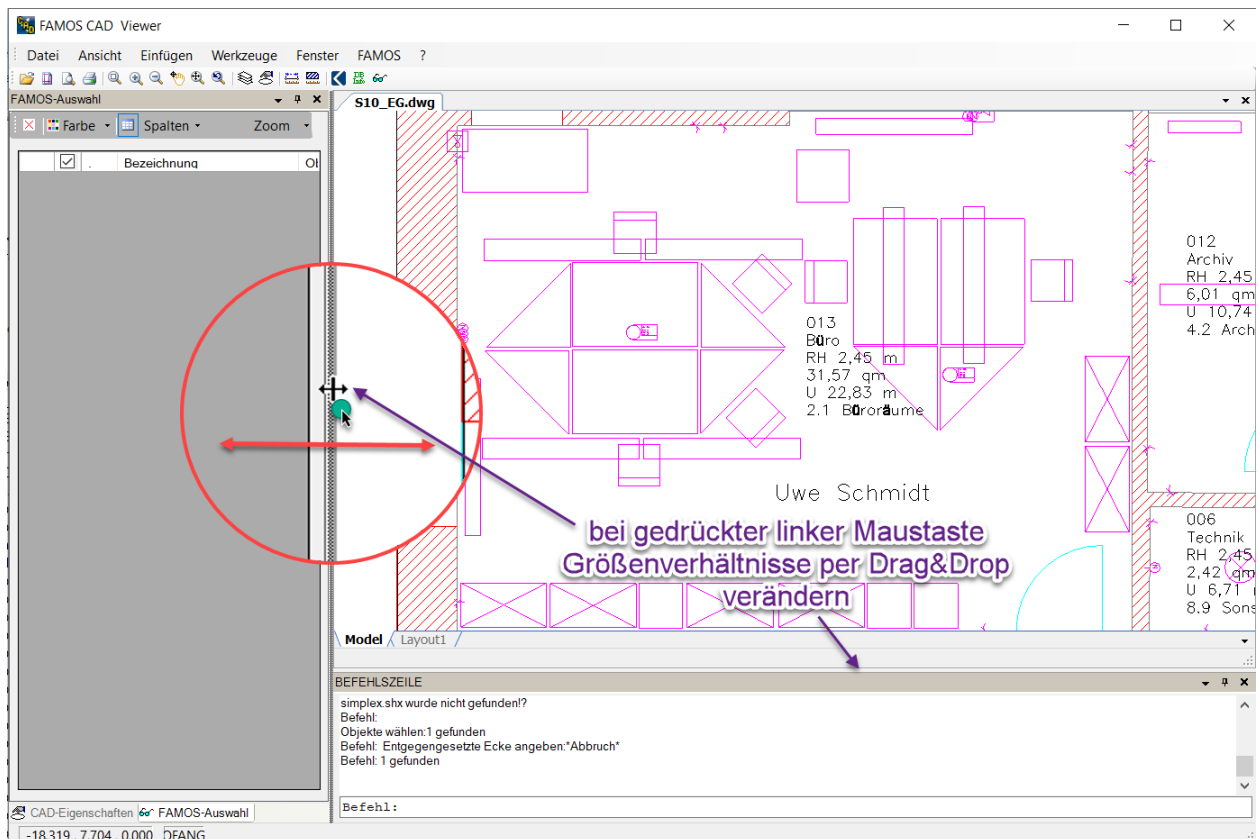 FAMOS CAD Viewer
Datei Ansicht Einfügen Werkzeuge Fenster FAMOS ?
FAMOS-Auswahl
Farbe Spalten Zoom
. Bezeichnung
S10_EG.dwg
012
Archiv
RH 2,45
6,01 qm
U 10,74
4.2 Arch
013
Büro
RH 2,45 m
31,57 qm
U 22,83 m
2.1 Büroräume
Uwe Schmidt
bei gedrückter linker Maustaste
Größenverhältnisse per Drag&Drop
verändern
006
Technik
RH 2,45
2,42 qm
U 6,71
8.9 Sons
Model Layout1
BEFEHLSZEILE
simplex.shx wurde nicht gefunden!?
Befehl:
Objekte wählen:1 gefunden
Befehl: Entgegengesetzte Ecke angeben:*Abbruch*
Befehl: 1 gefunden
Befehl:
CAD-Eigenschaften FAMOS-Auswahl
-18.319 , 7.704 , 0.000 OFANG